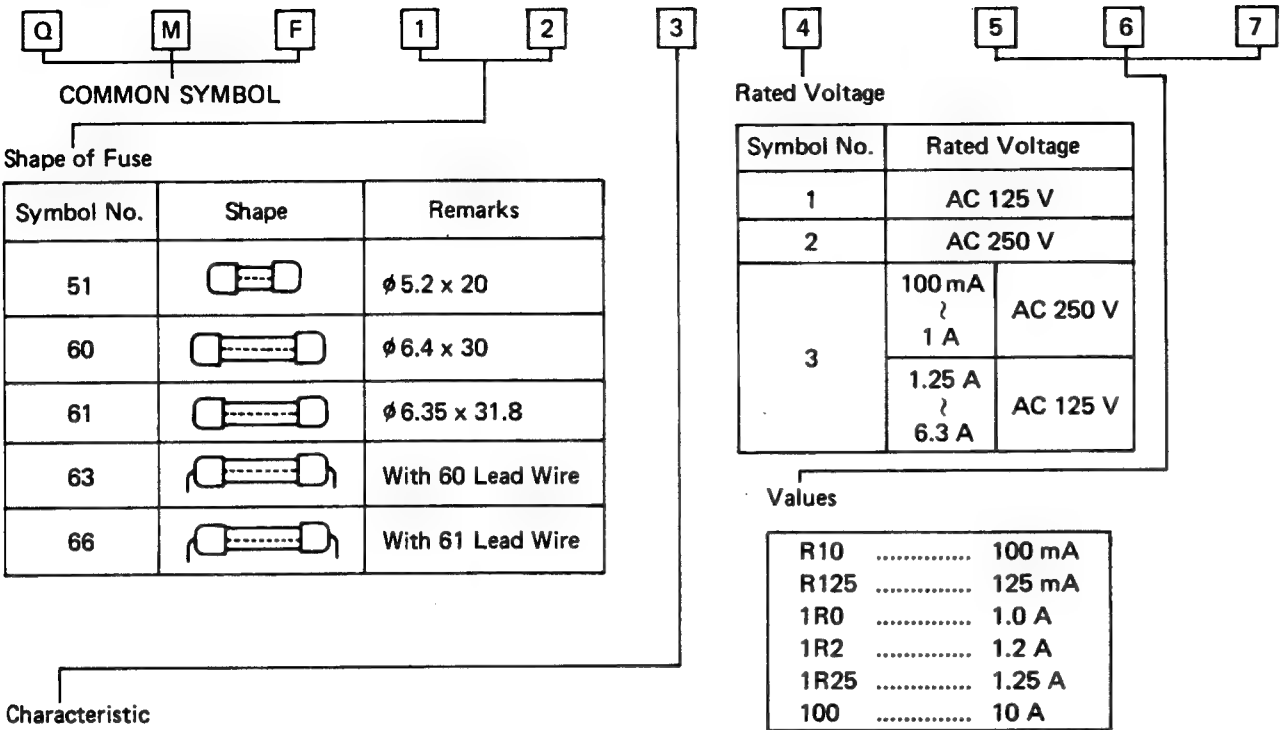 Q M F 1 2 3 4 5 6 7
COMMON SYMBOL
Shape of Fuse
Symbol No. Shape Remarks
51 ø 5.2 x 20
60 ø 6.4 x 30
61 ø 6.35 x 31.8
63 With 60 Lead Wire
66 With 61 Lead Wire
Characteristic
Rated Voltage
Symbol No. Rated Voltage
1 AC 125 V
2 AC 250 V
3
100 mA
~
1 A
AC 250 V
1.25 A
~
6.3 A
AC 125 V
Values
R10 ............... 100 mA
R125 .............. 125 mA
1R0 ............... 1.0 A
1R2 ............... 1.2 A
1R25 .............. 1.25 A
100 ............... 10 A